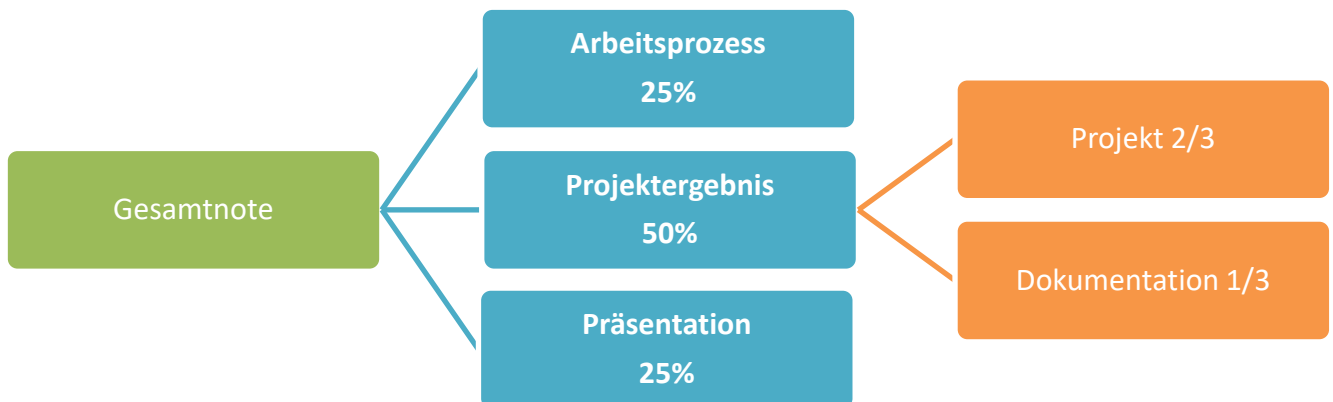 Gesamtnote
Arbeitsprozess
25%
Projektergebnis
50%
Präsentation
25%
Projekt 2/3
Dokumentation 1/3